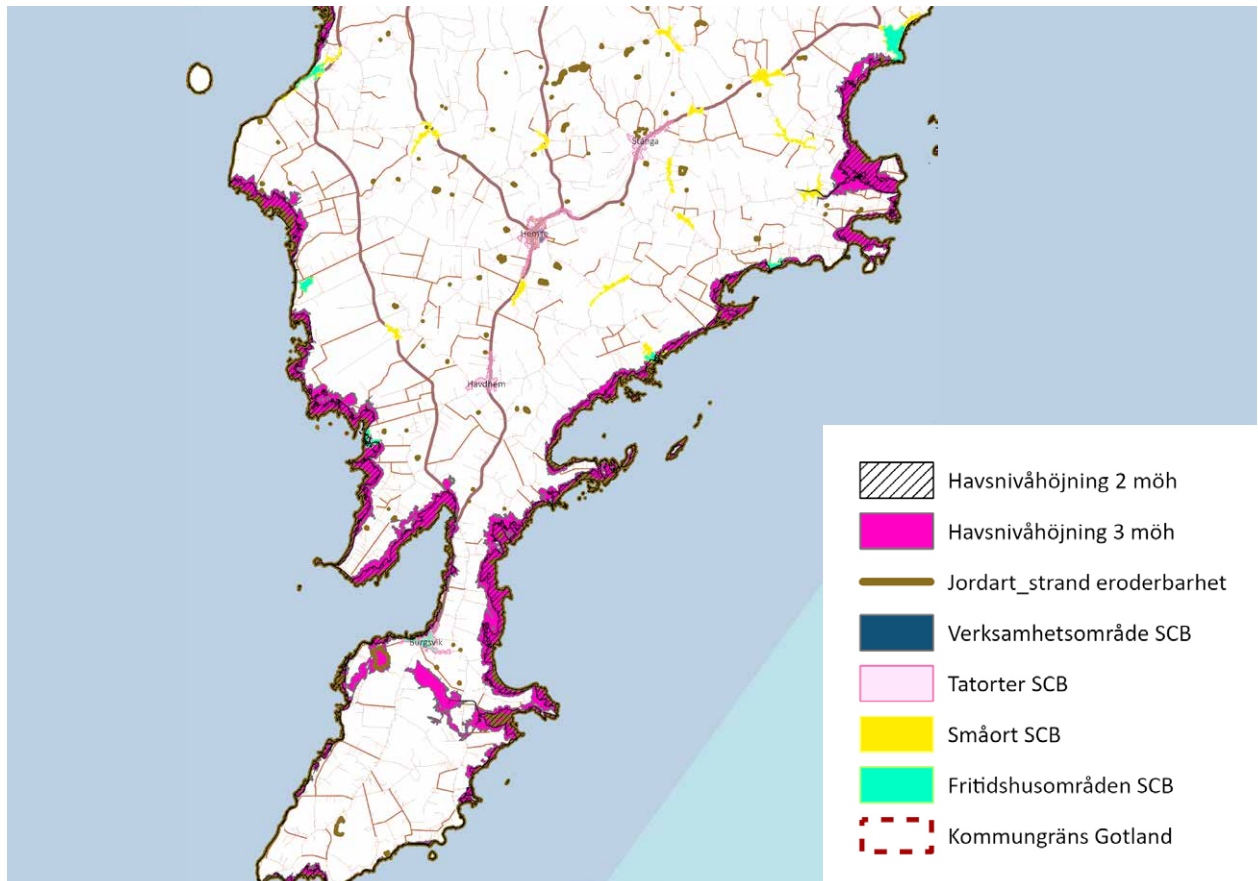 Stånga
Hemse
Havdhem
Burgsvik
Havsnivåhöjning 2 möh
Havsnivåhöjning 3 möh
Jordart_strand eroderbarhet
Verksamhetsområde SCB
Tatorter SCB
Småort SCB
Fritidshusområden SCB
Kommungräns Gotland